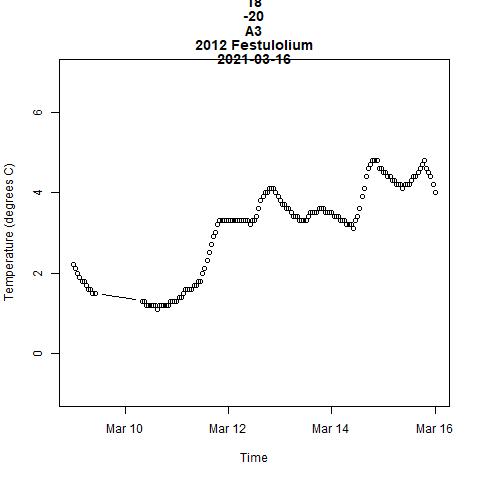 18
-20
A3
2012 Festulolium
2021-03-16
Temperature (degrees C)
6
4
2
0
Mar 10
Mar 12
Mar 14
Mar 16
Time